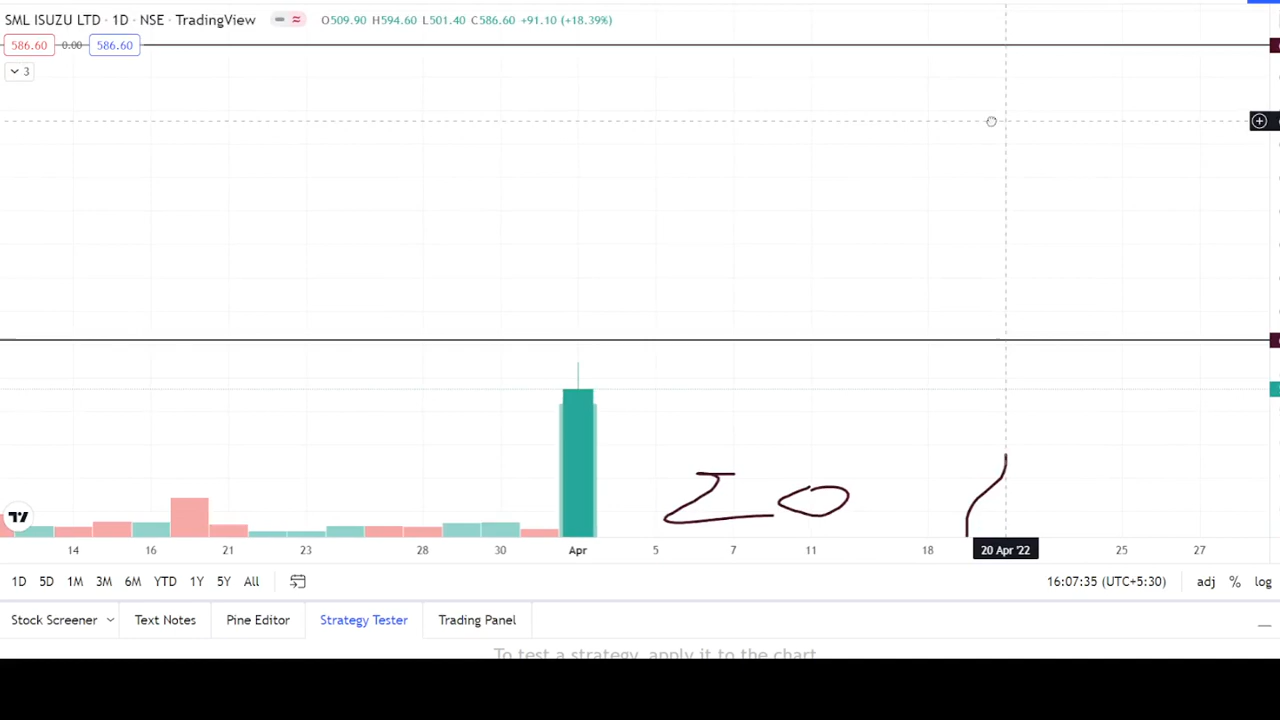 SML ISUZU LTD · 1D · NSE · TradingView O509.90 H594.60 L501.40 C586.60 +91.10 (+18.39%)
586.60 0.00 586.60
3
20
14 16 21 23 28 30 Apr 5 7 11 18 20 Apr '22 25 27
1D 5D 1M 3M 6M YTD 1Y 5Y All 16:07:35 (UTC+5:30) adj % log
Stock Screener Text Notes Pine Editor Strategy Tester Trading Panel
To test a strategy, apply it to the chart